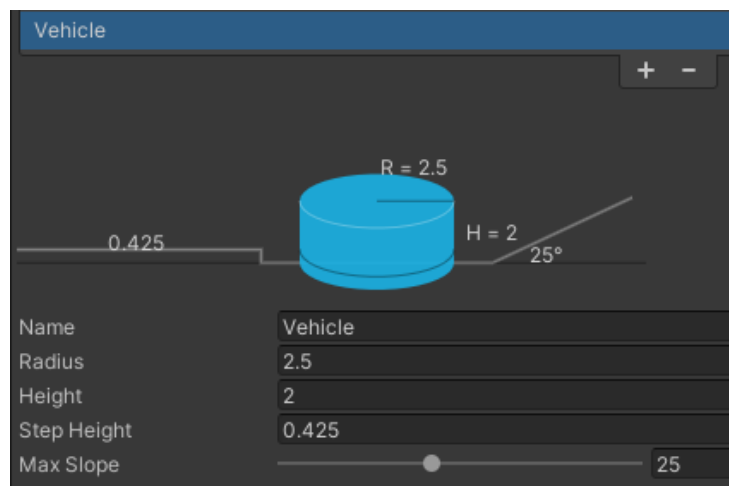 Vehicle
+ −
R = 2.5
0.425
H = 2
25°
Name Vehicle
Radius 2.5
Height 2
Step Height 0.425
Max Slope 25